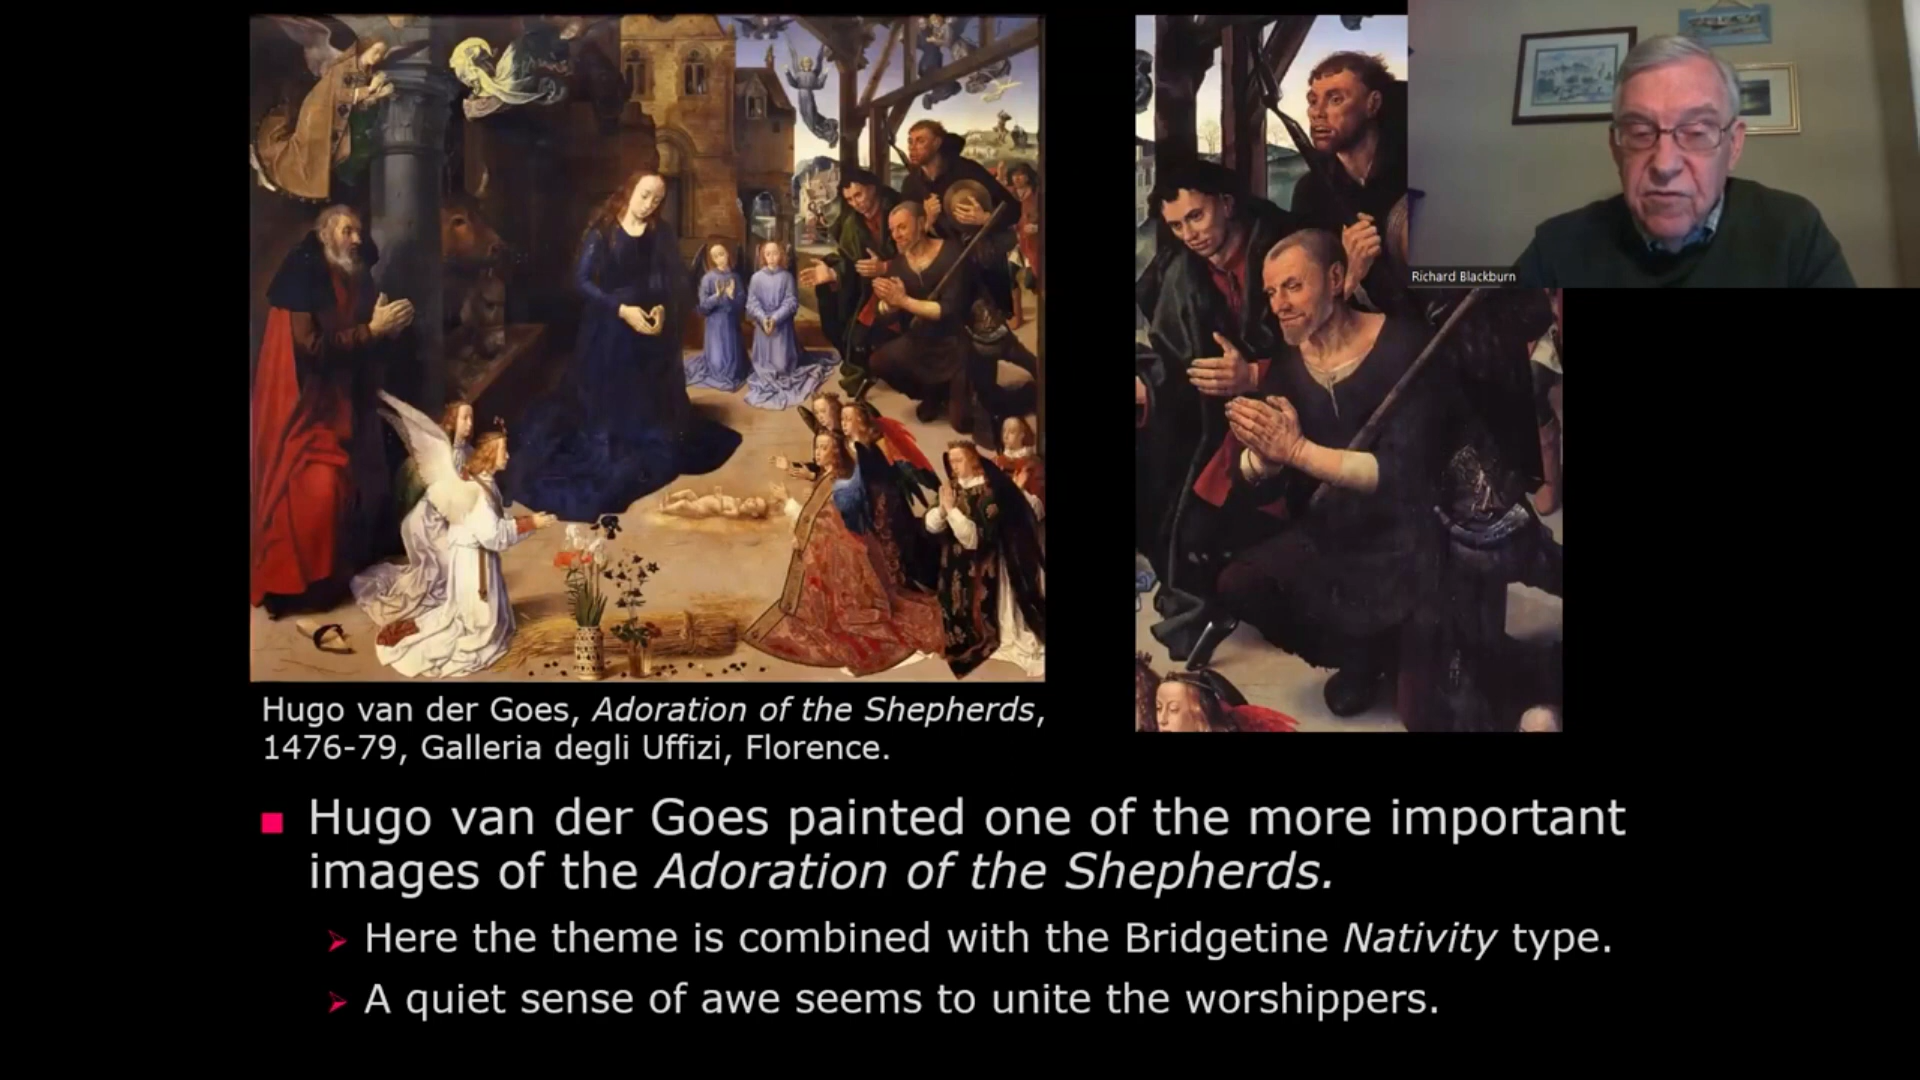 Richard Blackburn
Hugo van der Goes, Adoration of the Shepherds,
1476-79, Galleria degli Uffizi, Florence.
Hugo van der Goes painted one of the more important
images of the Adoration of the Shepherds.
Here the theme is combined with the Bridgetine Nativity type.
A quiet sense of awe seems to unite the worshippers.